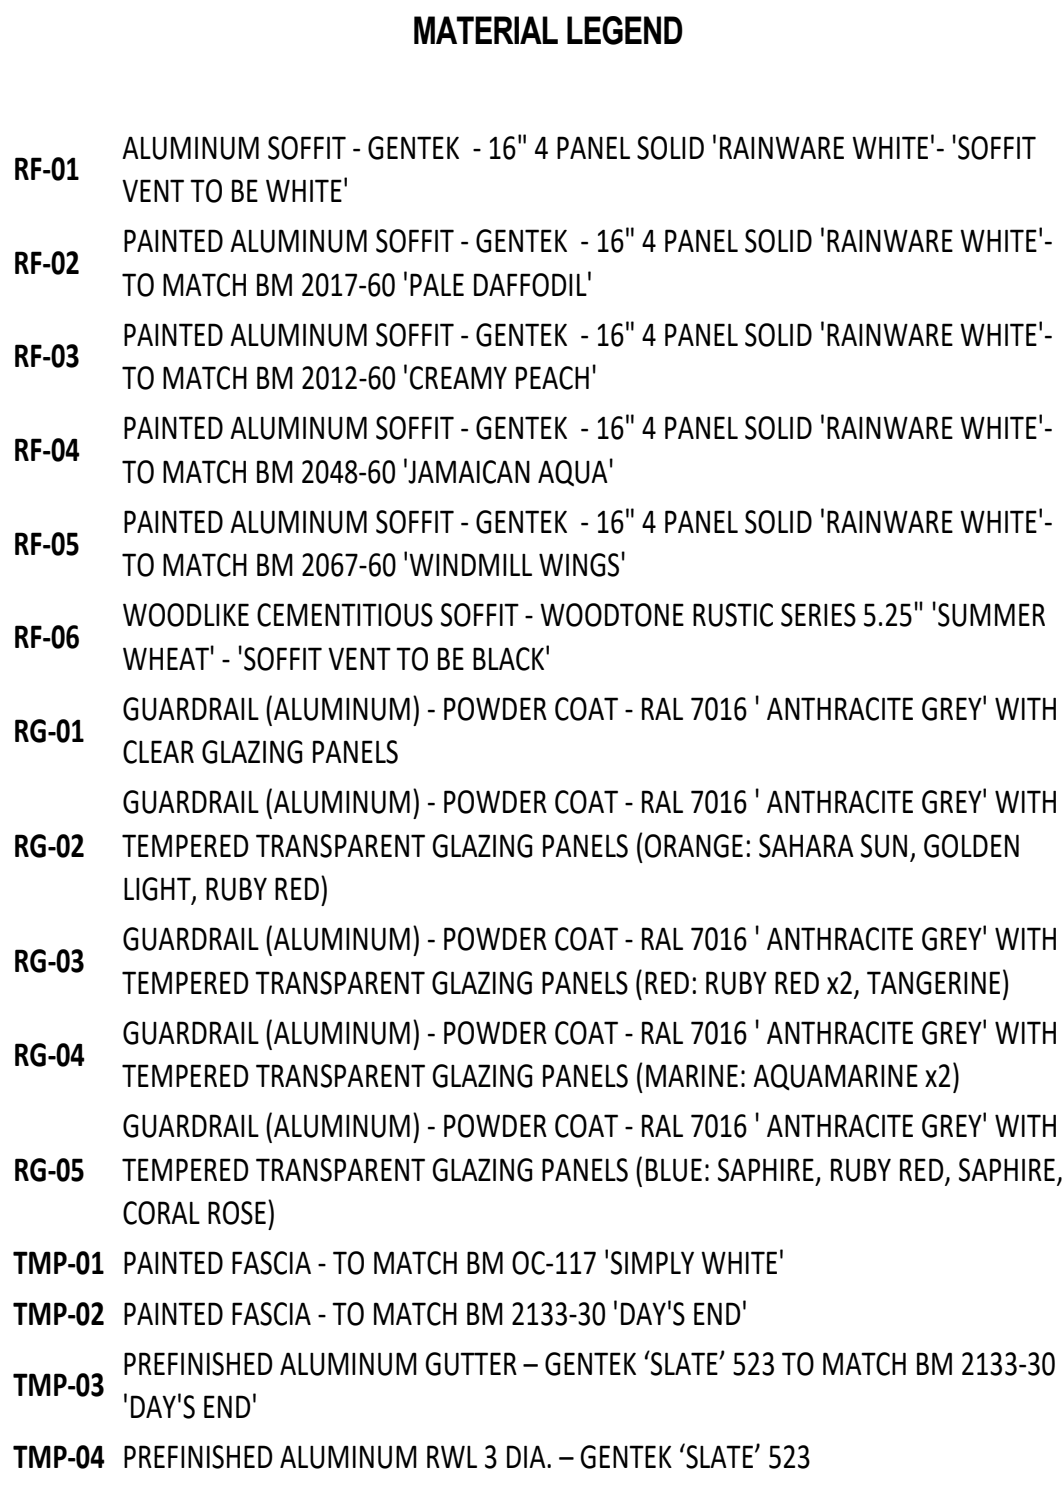 MATERIAL LEGEND
RF-01 ALUMINUM SOFFIT - GENTEK - 16" 4 PANEL SOLID 'RAINWARE WHITE'- 'SOFFIT
VENT TO BE WHITE'
RF-02 PAINTED ALUMINUM SOFFIT - GENTEK - 16" 4 PANEL SOLID 'RAINWARE WHITE'-
TO MATCH BM 2017-60 'PALE DAFFODIL'
RF-03 PAINTED ALUMINUM SOFFIT - GENTEK - 16" 4 PANEL SOLID 'RAINWARE WHITE'-
TO MATCH BM 2012-60 'CREAMY PEACH'
RF-04 PAINTED ALUMINUM SOFFIT - GENTEK - 16" 4 PANEL SOLID 'RAINWARE WHITE'-
TO MATCH BM 2048-60 'JAMAICAN AQUA'
RF-05 PAINTED ALUMINUM SOFFIT - GENTEK - 16" 4 PANEL SOLID 'RAINWARE WHITE'-
TO MATCH BM 2067-60 'WINDMILL WINGS'
RF-06 WOODLIKE CEMENTITIOUS SOFFIT - WOODTONE RUSTIC SERIES 5.25" 'SUMMER
WHEAT' - 'SOFFIT VENT TO BE BLACK'
RG-01 GUARDRAIL (ALUMINUM) - POWDER COAT - RAL 7016 ' ANTHRACITE GREY' WITH
CLEAR GLAZING PANELS
RG-02 GUARDRAIL (ALUMINUM) - POWDER COAT - RAL 7016 ' ANTHRACITE GREY' WITH
TEMPERED TRANSPARENT GLAZING PANELS (ORANGE: SAHARA SUN, GOLDEN
LIGHT, RUBY RED)
RG-03 GUARDRAIL (ALUMINUM) - POWDER COAT - RAL 7016 ' ANTHRACITE GREY' WITH
TEMPERED TRANSPARENT GLAZING PANELS (RED: RUBY RED x2, TANGERINE)
RG-04 GUARDRAIL (ALUMINUM) - POWDER COAT - RAL 7016 ' ANTHRACITE GREY' WITH
TEMPERED TRANSPARENT GLAZING PANELS (MARINE: AQUAMARINE x2)
RG-05 GUARDRAIL (ALUMINUM) - POWDER COAT - RAL 7016 ' ANTHRACITE GREY' WITH
TEMPERED TRANSPARENT GLAZING PANELS (BLUE: SAPHIRE, RUBY RED, SAPHIRE,
CORAL ROSE)
TMP-01 PAINTED FASCIA - TO MATCH BM OC-117 'SIMPLY WHITE'
TMP-02 PAINTED FASCIA - TO MATCH BM 2133-30 'DAY'S END'
TMP-03 PREFINISHED ALUMINUM GUTTER – GENTEK ‘SLATE’ 523 TO MATCH BM 2133-30
'DAY'S END'
TMP-04 PREFINISHED ALUMINUM RWL 3 DIA. – GENTEK ‘SLATE’ 523